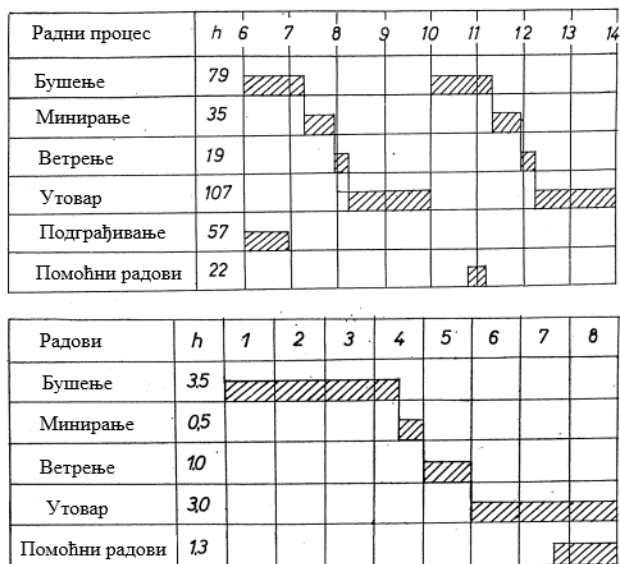 Радни процес h 6 7 8 9 10 11 12 13 14
Бушење 79
Минирање 35
Ветрење 19
Утовар 107
Подграђивање 57
Помоћни радови 22
Радови h 1 2 3 4 5 6 7 8
Бушење 3.5
Минирање 0,5
Ветрење 1.0
Утовар 3,0
Помоћни радови 1,3